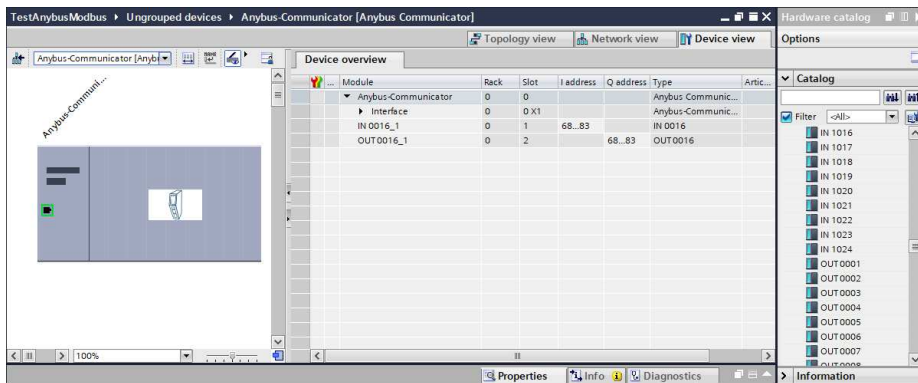 TestAnybusModbus ▸ Ungrouped devices ▸ Anybus-Communicator [Anybus Communicator]
Hardware catalog
Topology view Network view Device view
Options
Anybus-Communicator [Anyb
Device overview
... Module Rack Slot I address Q address Type Artic...
Catalog
Anybus-Communicator 0 0 Anybus Communic...
Interface 0 0 X1 Anybus-Communic...
IN 0016_1 0 1 68...83 IN 0016
OUT0016_1 0 2 68...83 OUT0016
Anybus-Communi...
Filter <All>
IN 1016
IN 1017
IN 1018
IN 1019
IN 1020
IN 1021
IN 1022
IN 1023
IN 1024
OUT0001
OUT0002
OUT0003
OUT0004
OUT0005
OUT0006
OUT0007
OUT0008
100%
Properties Info Diagnostics
Information